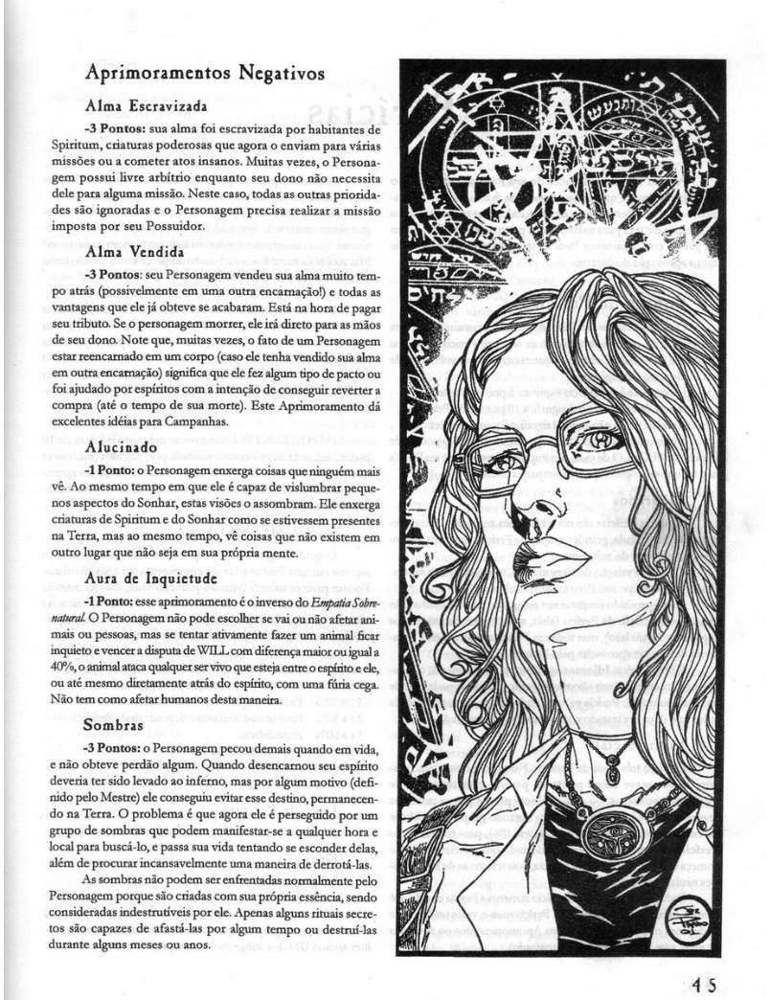 Aprimoramentos Negativos
Alma Escravizada
-3 Pontos: sua alma foi escravizada por habitantes de
Spiritum, criaturas poderosas que agora o enviam para várias
missões ou a cometer atos insanos. Muitas vezes, o Persona-
gem possui livre arbítrio enquanto seu dono não necessita
dele para alguma missão. Neste caso, todas as outras priorida-
des são ignoradas e o Personagem precisa realizar a missão
imposta por seu Possuidor.
Alma Vendida
-3 Pontos: seu Personagem vendeu sua alma muito tem-
po atrás (possivelmente em uma outra encarnação!) e todas as
vantagens que ele já obteve se acabaram. Está na hora de pagar
seu tributo. Se o personagem morrer, ele irá direto para as mãos
de seu dono. Note que, muitas vezes, o fato de um Personagem
estar reencarnado em um corpo (caso ele tenha vendido sua alma
em outra encarnação) significa que ele fez algum tipo de pacto ou
foi ajudado por espíritos com a intenção de conseguir reverter a
compra (até o tempo de sua morte). Este Aprimoramento dá
excelentes idéias para Campanhas.
Alucinado
-1 Ponto: o Personagem enxerga coisas que ninguém mais
vê. Ao mesmo tempo em que ele é capaz de vislumbrar peque-
nos aspectos do Sonhar, estas visões o assombram. Ele enxerga
criaturas de Spiritum e do Sonhar como se estivessem presentes
na Terra, mas ao mesmo tempo, vê coisas que não existem em
outro lugar que não seja em sua própria mente.
Aura de Inquietude
-1 Ponto: esse aprimoramento é o inverso do Empatia Sobre-
natural. O Personagem não pode escolher se vai ou não afetar ani-
mais ou pessoas, mas se tentar ativamente fazer um animal ficar
inquieto e vencer a disputa de WILL com diferença maior ou igual a
40%, o animal ataca qualquer ser vivo que esteja entre o espírito e ele,
ou até mesmo diretamente atrás do espírito, com uma fúria cega.
Não tem como afetar humanos desta maneira.
Sombras
-3 Pontos: o Personagem pecou demais quando em vida,
e não obteve perdão algum. Quando desencarnou seu espírito
deveria ter sido levado ao inferno, mas por algum motivo (defi-
nido pelo Mestre) ele conseguiu evitar esse destino, permanecen-
do na Terra. O problema é que agora ele é perseguido por um
grupo de sombras que podem manifestar-se a qualquer hora e
local para buscá-lo, e passa sua vida tentando se esconder delas,
além de procurar incansavelmente uma maneira de derrotá-las.
As sombras não podem ser enfrentadas normalmente pelo
Personagem porque são criadas com sua própria essência, sendo
consideradas indestrutíveis por ele. Apenas alguns rituais secre-
tos são capazes de afastá-las por algum tempo ou destruí-las
durante alguns meses ou anos.
45